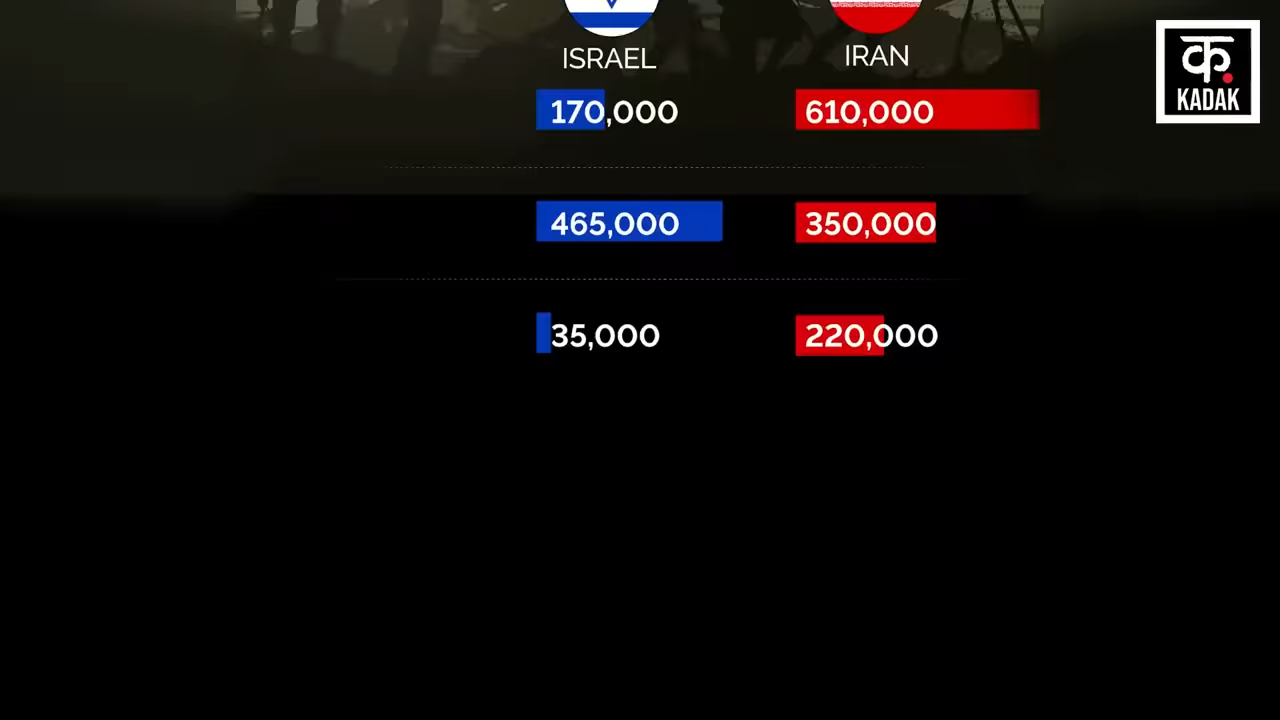 ISRAEL IRAN
170,000 610,000
465,000 350,000
35,000 220,000
क.
KADAK